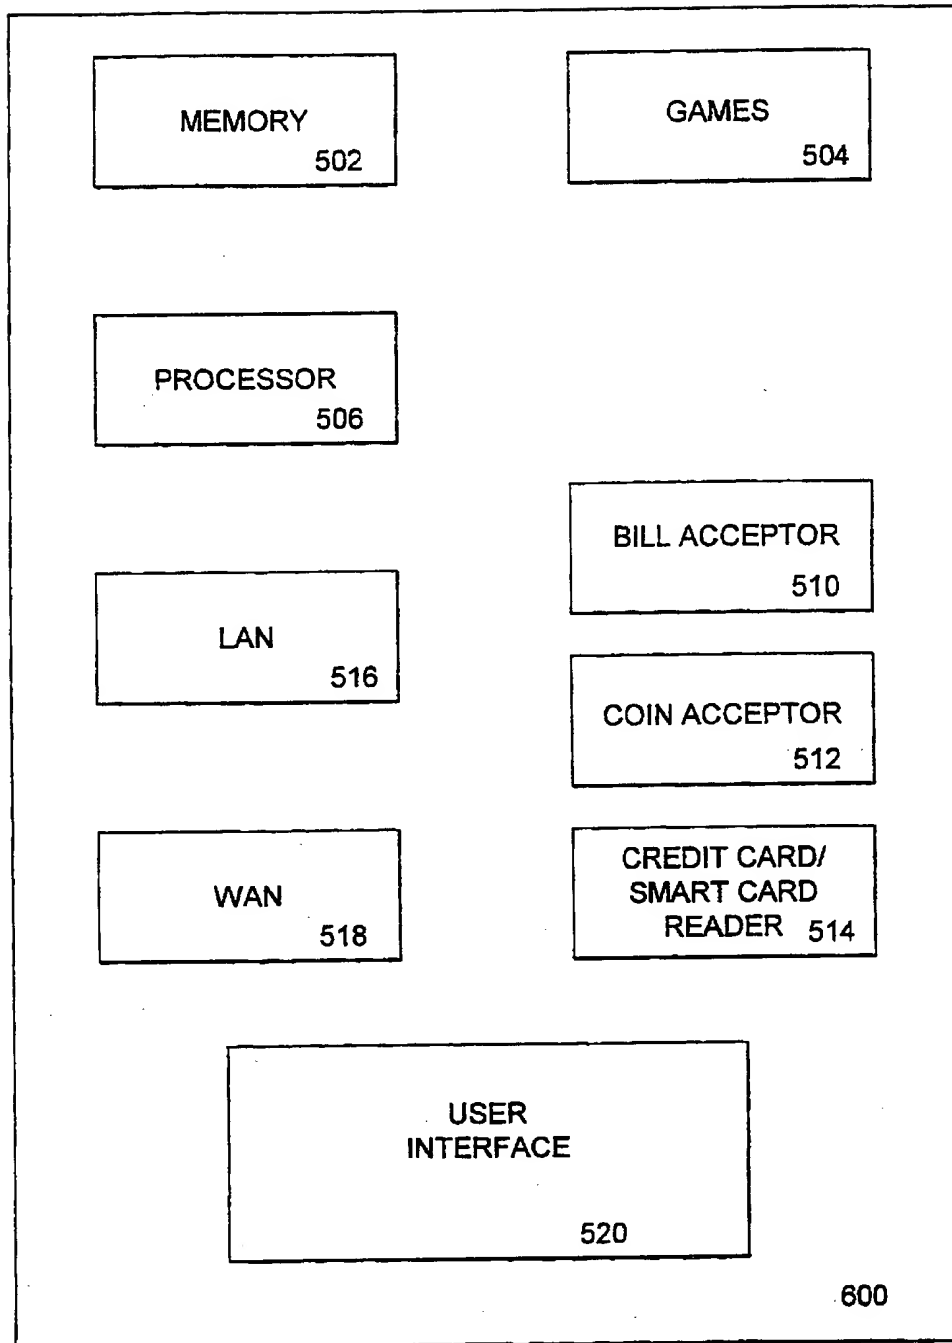 MEMORY
502
GAMES
504
PROCESSOR
506
BILL ACCEPTOR
510
LAN
516
COIN ACCEPTOR
512
WAN
518
CREDIT CARD/
SMART CARD
READER 514
USER
INTERFACE
520
600